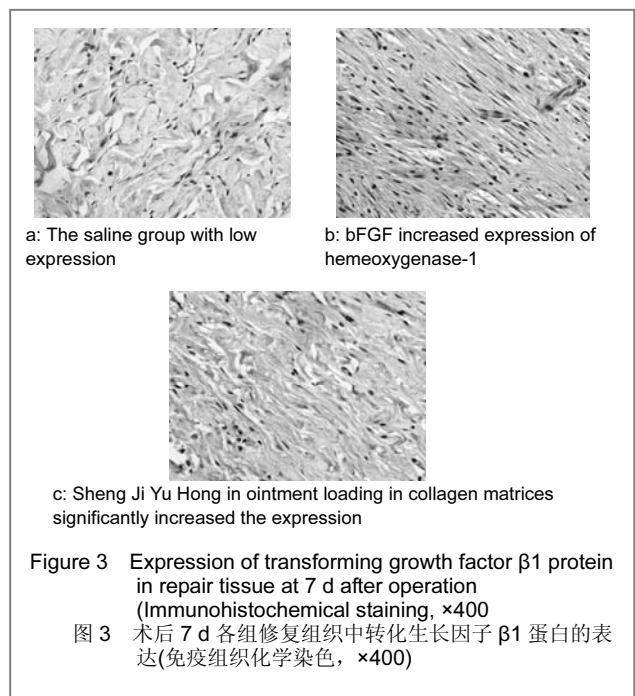 a: The saline group with low
expression
b: bFGF increased expression of
hemeoxygenase-1
c: Sheng Ji Yu Hong in ointment loading in collagen matrices
significantly increased the expression
Figure 3 Expression of transforming growth factor β1 protein
in repair tissue at 7 d after operation
(Immunohistochemical staining, ×400
图 3 术后 7 d 各组修复组织中转化生长因子 β1 蛋白的表
达(免疫组织化学染色，×400)